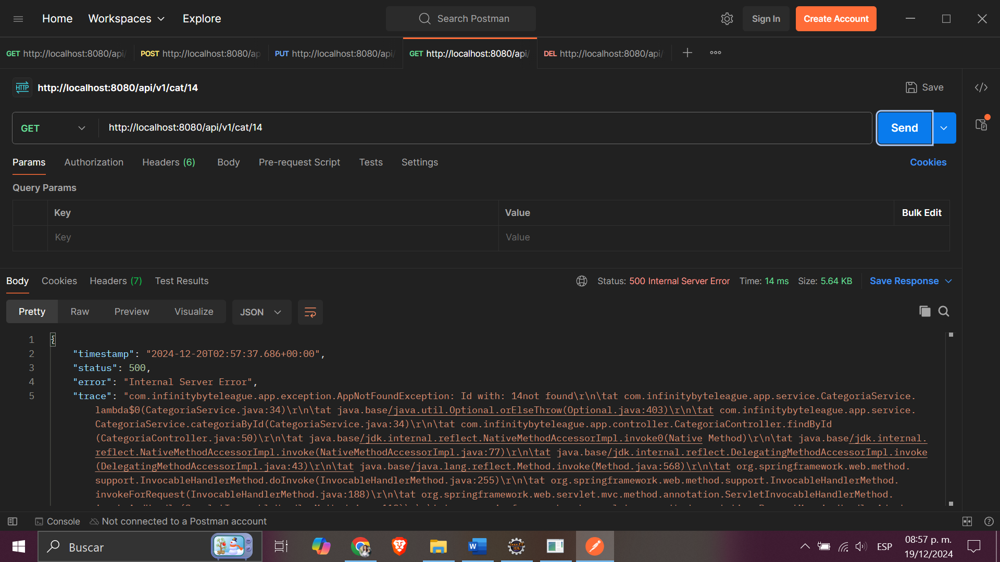 Home Workspaces Explore Search Postman Sign In Create Account
GET http://localhost:8080/api/ POST http://localhost:8080/ap PUT http://localhost:8080/api/ GET http://localhost:8080/api/ DEL http://localhost:8080/api/
HTTP http://localhost:8080/api/v1/cat/14 Save
GET http://localhost:8080/api/v1/cat/14 Send
Params Authorization Headers (6) Body Pre-request Script Tests Settings Cookies
Query Params
Key Value Bulk Edit
Key Value
Body Cookies Headers (7) Test Results Status: 500 Internal Server Error Time: 14 ms Size: 5.64 KB Save Response
Pretty Raw Preview Visualize JSON
1 {
2 "timestamp": "2024-12-20T02:57:37.686+00:00",
3 "status": 500,
4 "error": "Internal Server Error",
5 "trace": "com.infinitybyteleague.app.exception.AppNotFoundException: Id with: 14not found\r\n\tat com.infinitybyteleague.app.service.CategoriaService.
lambda$0(CategoriaService.java:34)\r\n\tat java.base/java.util.Optional.orElseThrow(Optional.java:403)\r\n\tat com.infinitybyteleague.app.service.
CategoriaService.categoriaById(CategoriaService.java:34)\r\n\tat com.infinitybyteleague.app.controller.CategoriaController.findById
(CategoriaController.java:50)\r\n\tat java.base/jdk.internal.reflect.NativeMethodAccessorImpl.invoke0(Native Method)\r\n\tat java.base/jdk.internal.
reflect.NativeMethodAccessorImpl.invoke(NativeMethodAccessorImpl.java:77)\r\n\tat java.base/jdk.internal.reflect.DelegatingMethodAccessorImpl.invoke
(DelegatingMethodAccessorImpl.java:43)\r\n\tat java.base/java.lang.reflect.Method.invoke(Method.java:568)\r\n\tat org.springframework.web.method.
support.InvocableHandlerMethod.doInvoke(InvocableHandlerMethod.java:255)\r\n\tat org.springframework.web.method.support.InvocableHandlerMethod.
invokeForRequest(InvocableHandlerMethod.java:188)\r\n\tat org.springframework.web.servlet.mvc.method.annotation.ServletInvocableHandlerMethod.
Console Not connected to a Postman account
Buscar ESP 08:57 p. m.
19/12/2024